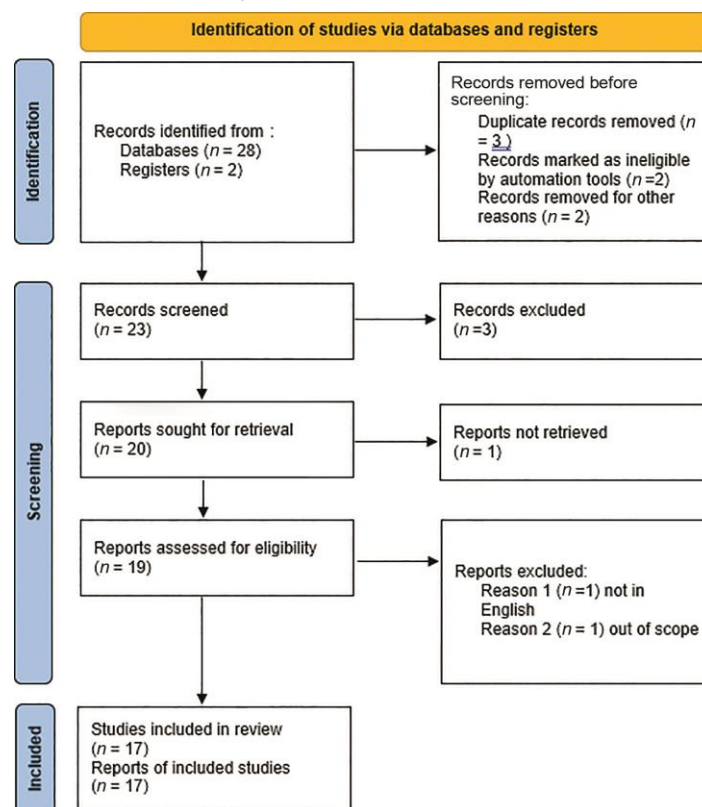 Identification of studies via databases and registers
Identification
Records identified from :
Databases (n = 28)
Registers (n = 2)
Records removed before
screening:
Duplicate records removed (n
= 3 )
Records marked as ineligible
by automation tools (n =2)
Records removed for other
reasons (n = 2)
Screening
Records screened
(n = 23)
Records excluded
(n =3)
Reports sought for retrieval
(n = 20)
Reports not retrieved
(n = 1)
Reports assessed for eligibility
(n = 19)
Reports excluded:
Reason 1 (n =1) not in
English
Reason 2 (n = 1) out of scope
Included
Studies included in review
(n = 17)
Reports of included studies
(n = 17)